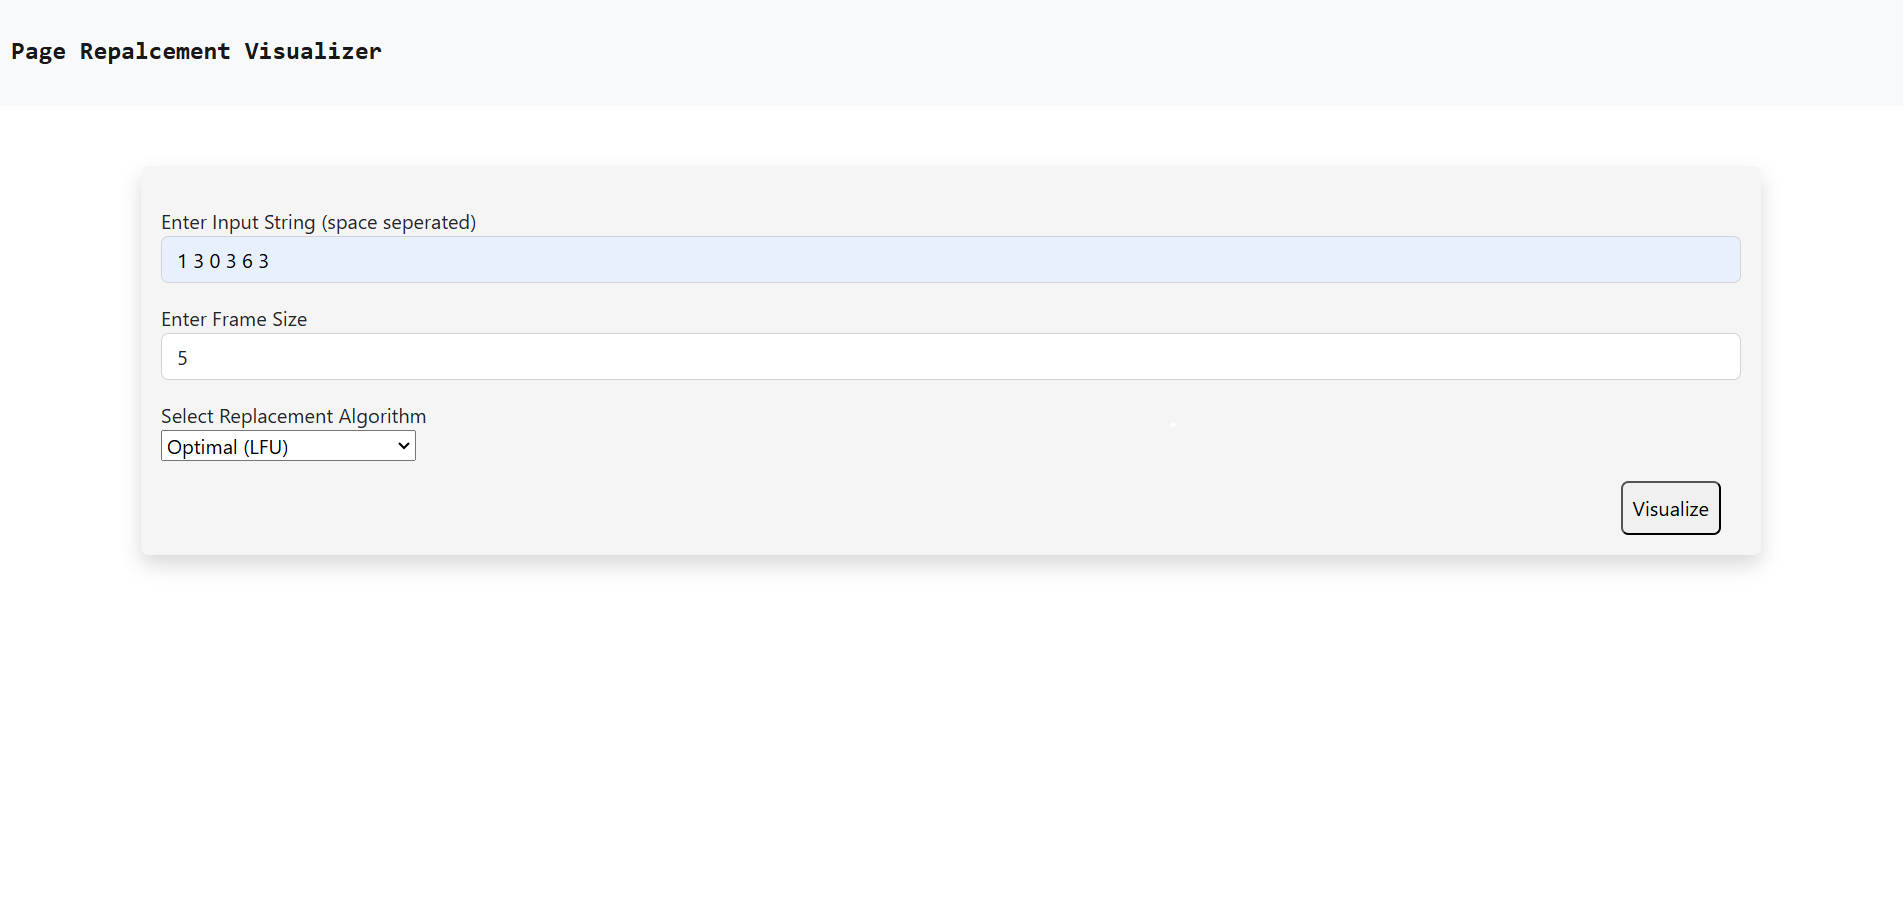 Page Repalcement Visualizer
Enter Input String (space seperated)
1 3 0 3 6 3
Enter Frame Size
5
Select Replacement Algorithm
Optimal (LFU)
Visualize